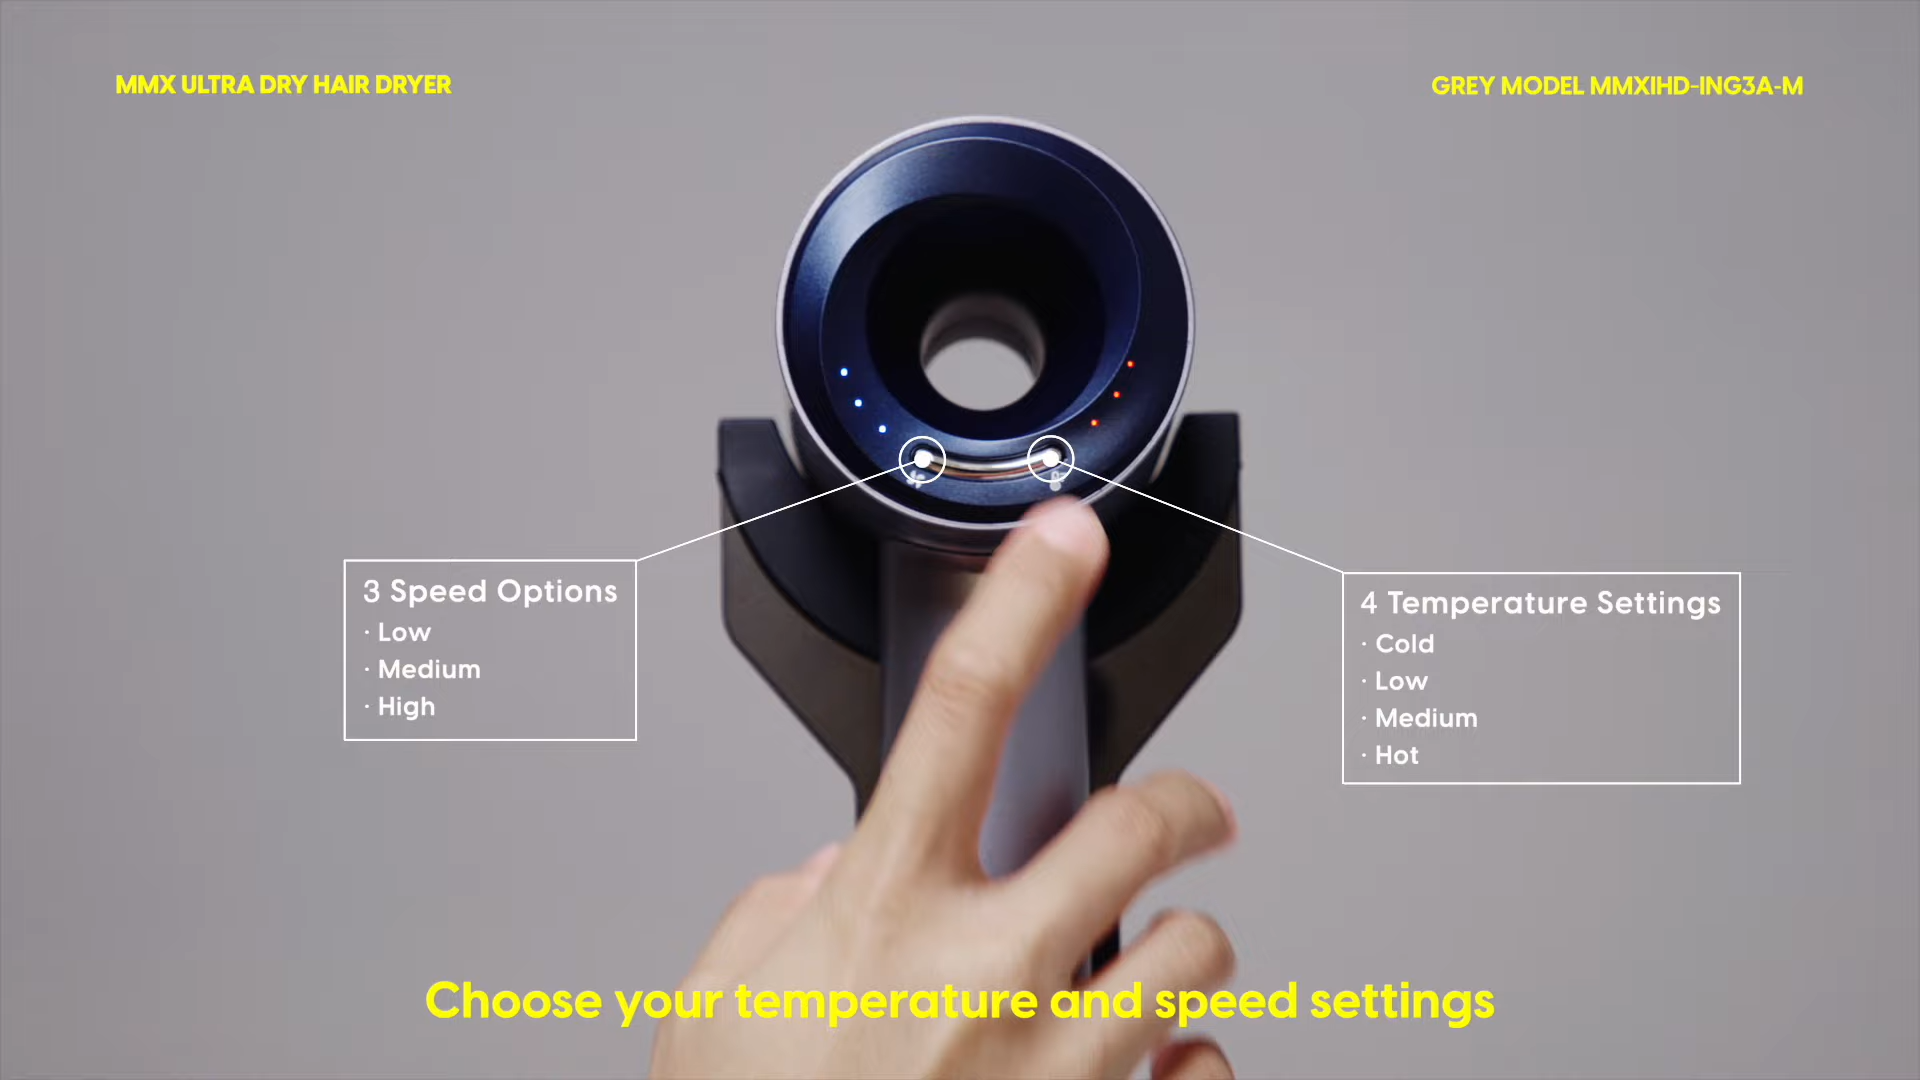 MMX ULTRA DRY HAIR DRYER
GREY MODEL MMXIHD-ING3A-M
3 Speed Options
· Low
· Medium
· High
4 Temperature Settings
· Cold
· Low
· Medium
· Hot
Choose your temperature and speed settings